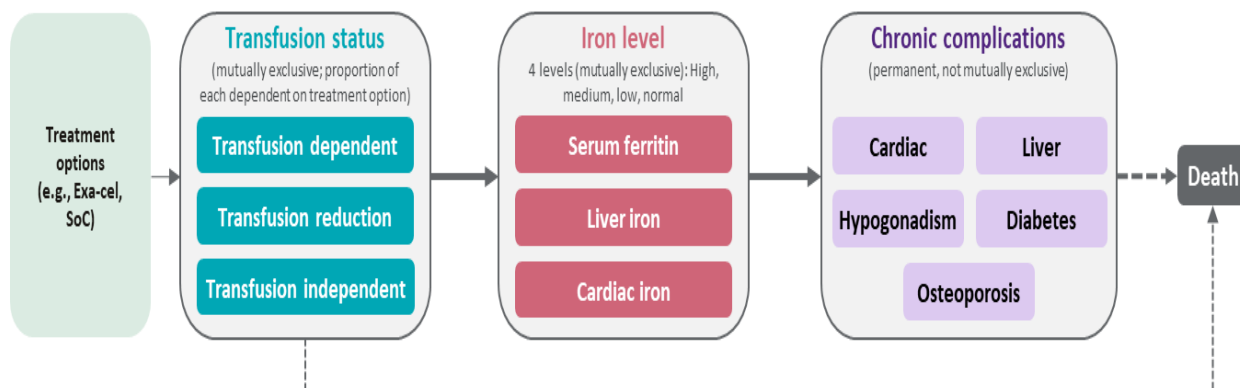 Treatment
options
(e.g., Exa-cel,
SoC)
Transfusion status
(mutually exclusive; proportion of
each dependent on treatment option)
Transfusion dependent
Transfusion reduction
Transfusion independent
Iron level
4 levels (mutually exclusive): High,
medium, low, normal
Serum ferritin
Liver iron
Cardiac iron
Chronic complications
(permanent, not mutually exclusive)
Cardiac
Liver
Hypogonadism
Diabetes
Osteoporosis
Death